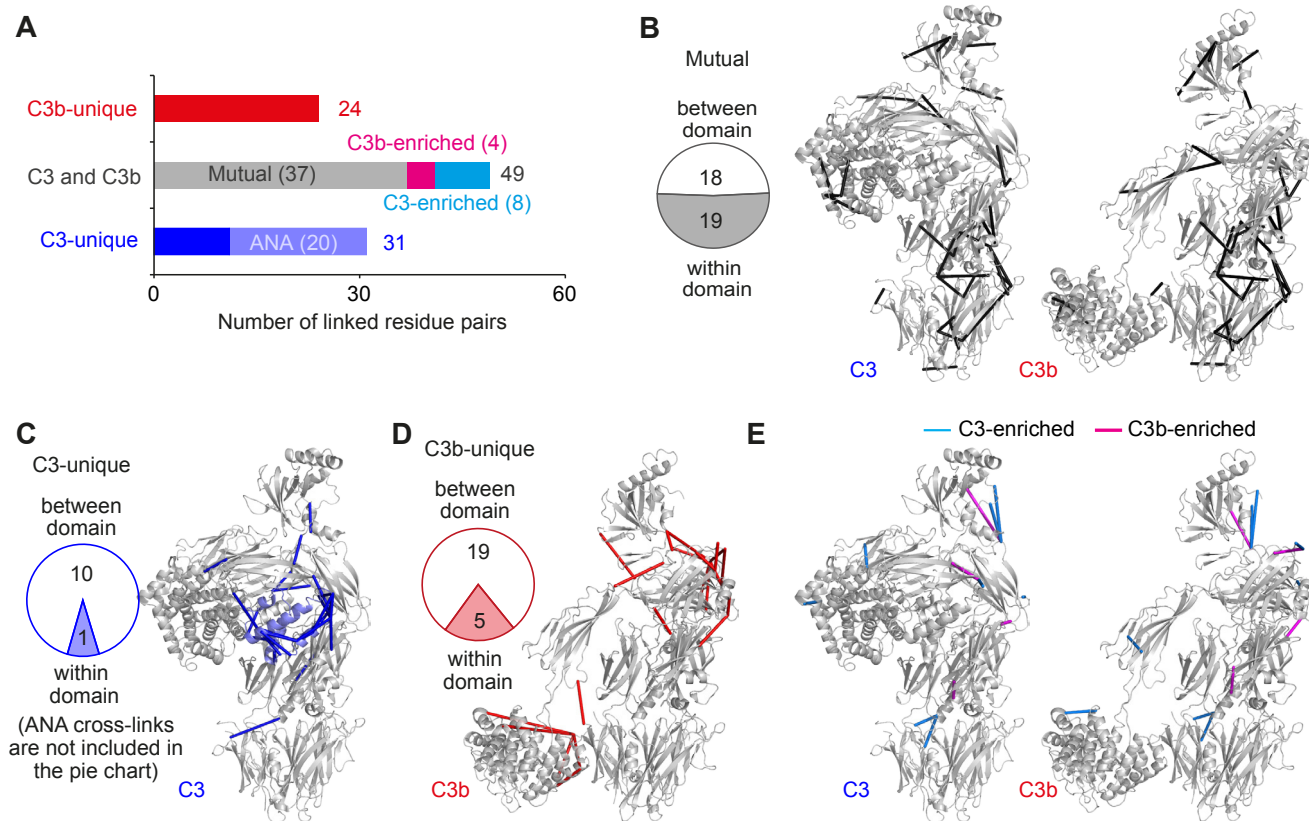 A
C3b-unique
24
C3b-enriched (4)
C3 and C3b
Mutual (37)
49
C3-enriched (8)
C3-unique
ANA (20)
31
0
30
60
Number of linked residue pairs
B
Mutual
between
domain
18
19
within
domain
C3
C3b
C
C3-unique
between
domain
10
1
within
domain
(ANA cross-links
are not included in
the pie chart)
C3
D
C3b-unique
between
domain
19
5
within
domain
C3b
E
C3-enriched
C3b-enriched
C3
C3b